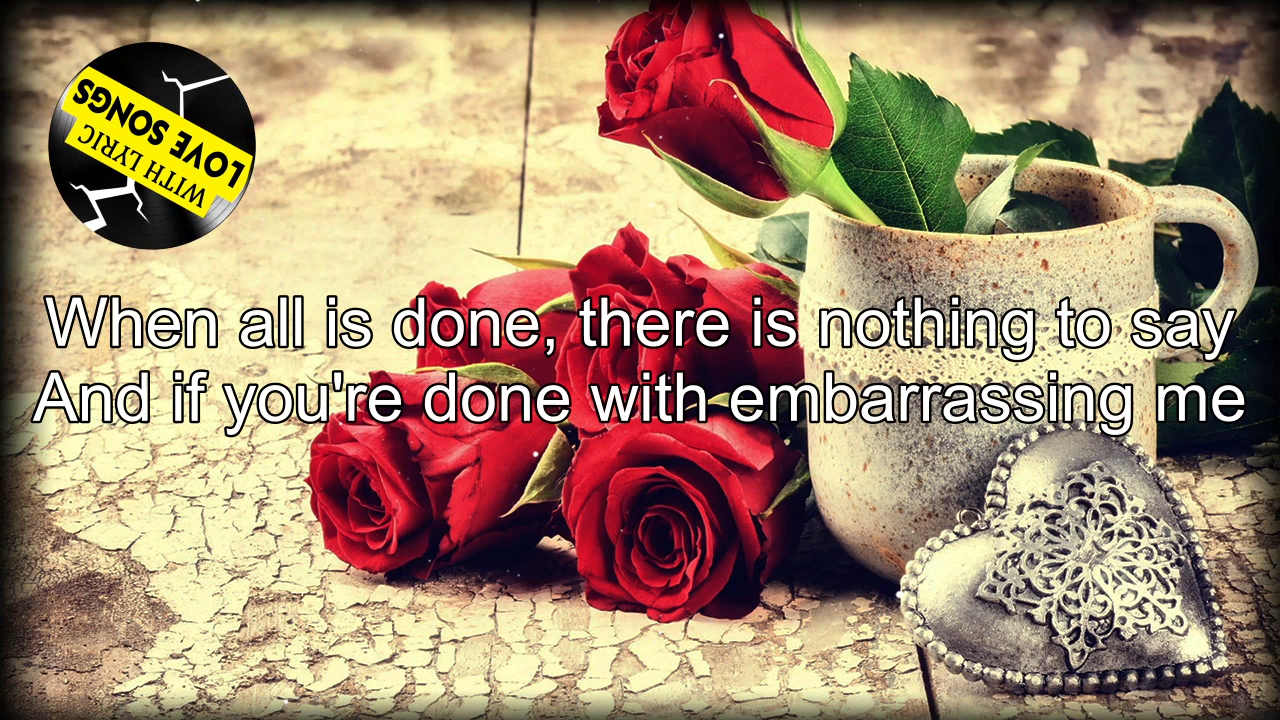 LOVE SONGS
WITH LYRIC
When all is done, there is nothing to say
And if you're done with embarrassing me